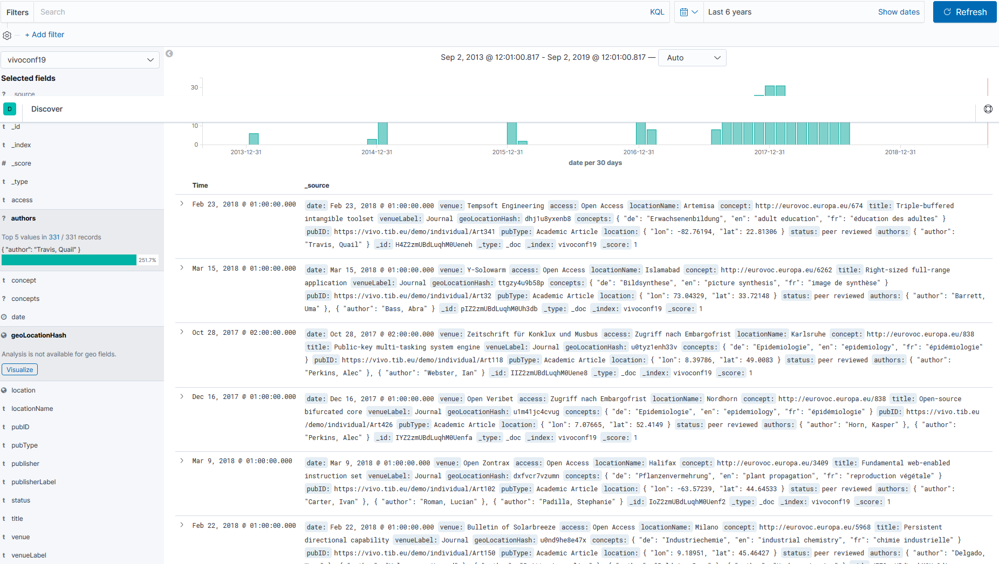 Filters Search KQL Last 6 years Show dates Refresh
+ Add filter
vivoconf19
Sep 2, 2013 @ 12:01:00.817 - Sep 2, 2019 @ 12:01:00.817 — Auto
Selected fields
? _source
30
D Discover
10
0
2013-12-31 2014-12-31 2015-12-31 2016-12-31 2017-12-31 2018-12-31
date per 30 days
t _id
t _index
# _score
t _type
t access
? authors
Top 5 values in 331 / 331 records
{ "author": "Travis, Quail" }
251.7%
t concept
? concepts
date
geoLocationHash
Analysis is not available for geo fields.
Visualize
location
t locationName
t pubID
t pubType
t publisher
t publisherLabel
t status
t title
t venue
t venueLabel
Time _source
Feb 23, 2018 @ 01:00:00.000 date: Feb 23, 2018 @ 01:00:00.000 venue: Tempsoft Engineering access: Open Access locationName: Artemisa concept: http://eurovoc.europa.eu/674 title: Triple-buffered
intangible toolset venueLabel: Journal geoLocationHash: dhj1u8yxenb8 concepts: { "de": "Erwachsenenbildung", "en": "adult education", "fr": "éducation des adultes" }
pubID: https://vivo.tib.eu/demo/individual/Art341 pubType: Academic Article location: { "lon": -82.76194, "lat": 22.81306 } status: peer reviewed authors: { "author":
"Travis, Quail" } _id: H4Z2zmUBdLuqhM0Ueneh _type: _doc _index: vivoconf19 _score: 1
Mar 15, 2018 @ 01:00:00.000 date: Mar 15, 2018 @ 01:00:00.000 venue: Y-Solowarm access: Open Access locationName: Islamabad concept: http://eurovoc.europa.eu/6262 title: Right-sized full-range
application venueLabel: Journal geoLocationHash: ttgzy4u9b58p concepts: { "de": "Bildsynthese", "en": "picture synthesis", "fr": "image de synthèse" }
pubID: https://vivo.tib.eu/demo/individual/Art32 pubType: Academic Article location: { "lon": 73.04329, "lat": 33.72148 } status: peer reviewed authors: { "author": "Barrett,
Uma" }, { "author": "Bass, Abra" } _id: pIZ2zmUBdLuqhM0Uh3db _type: _doc _index: vivoconf19 _score: 1
Oct 28, 2017 @ 02:00:00.000 date: Oct 28, 2017 @ 02:00:00.000 venue: Zeitschrift für Konklux und Musbus access: Zugriff nach Embargofrist locationName: Karlsruhe concept: http://eurovoc.europa.eu/838
title: Public-key multi-tasking system engine venueLabel: Journal geoLocationHash: u0tyz1enh33v concepts: { "de": "Epidemiologie", "en": "epidemiology", "fr": "épidémiologie"
} pubID: https://vivo.tib.eu/demo/individual/Art118 pubType: Academic Article location: { "lon": 8.39786, "lat": 49.0083 } status: peer reviewed authors: { "author":
"Perkins, Alec" }, { "author": "Webster, Ian" } _id: IIZ2zmUBdLuqhM0Uene8 _type: _doc _index: vivoconf19 _score: 1
Dec 16, 2017 @ 01:00:00.000 date: Dec 16, 2017 @ 01:00:00.000 venue: Open Veribet access: Zugriff nach Embargofrist locationName: Nordhorn concept: http://eurovoc.europa.eu/838 title: Open-source
bifurcated core venueLabel: Journal geoLocationHash: u1m41jc4cvug concepts: { "de": "Epidemiologie", "en": "epidemiology", "fr": "épidémiologie" } pubID: https://vivo.tib.eu
/demo/individual/Art426 pubType: Academic Article location: { "lon": 7.07665, "lat": 52.4149 } status: peer reviewed authors: { "author": "Horn, Kasper" }, { "author":
"Perkins, Alec" } _id: IYZ2zmUBdLuqhM0Uenfa _type: _doc _index: vivoconf19 _score: 1
Mar 9, 2018 @ 01:00:00.000 date: Mar 9, 2018 @ 01:00:00.000 venue: Open Zontrax access: Open Access locationName: Halifax concept: http://eurovoc.europa.eu/3409 title: Fundamental web-enabled
instruction set venueLabel: Journal geoLocationHash: dxfvcr7vzumn concepts: { "de": "Pflanzenvermehrung", "en": "plant propagation", "fr": "reproduction végétale" }
pubID: https://vivo.tib.eu/demo/individual/Art102 pubType: Academic Article location: { "lon": -63.57239, "lat": 44.64533 } status: peer reviewed authors: { "author":
"Carter, Ivan" }, { "author": "Roman, Lucian" }, { "author": "Padilla, Stephanie" } _id: IoZ2zmUBdLuqhM0Uenf2 _type: _doc _index: vivoconf19 _score: 1
Feb 22, 2018 @ 01:00:00.000 date: Feb 22, 2018 @ 01:00:00.000 venue: Bulletin of Solarbreeze access: Open Access locationName: Milano concept: http://eurovoc.europa.eu/5968 title: Persistent
directional capability venueLabel: Journal geoLocationHash: u0nd9he8e47x concepts: { "de": "Industriechemie", "en": "industrial chemistry", "fr": "chimie industrielle" }
pubID: https://vivo.tib.eu/demo/individual/Art150 pubType: Academic Article location: { "lon": 9.18951, "lat": 45.46427 } status: peer reviewed authors: { "author": "Delgado,